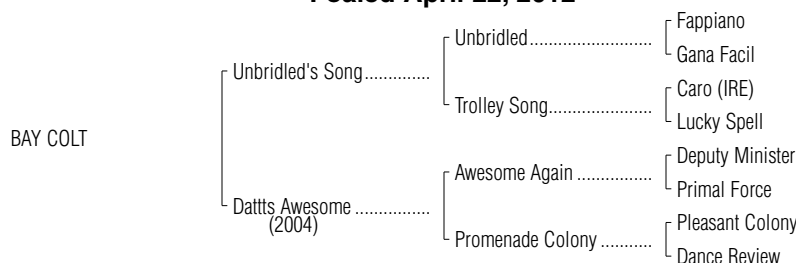 Foaled April 22, 2012
Fappiano
Unbridled
Gana Facil
Unbridled's Song
Caro (IRE)
Trolley Song
Lucky Spell
BAY COLT
Deputy Minister
Awesome Again
Primal Force
Dattts Awesome
(2004)
Pleasant Colony
Promenade Colony
Dance Review